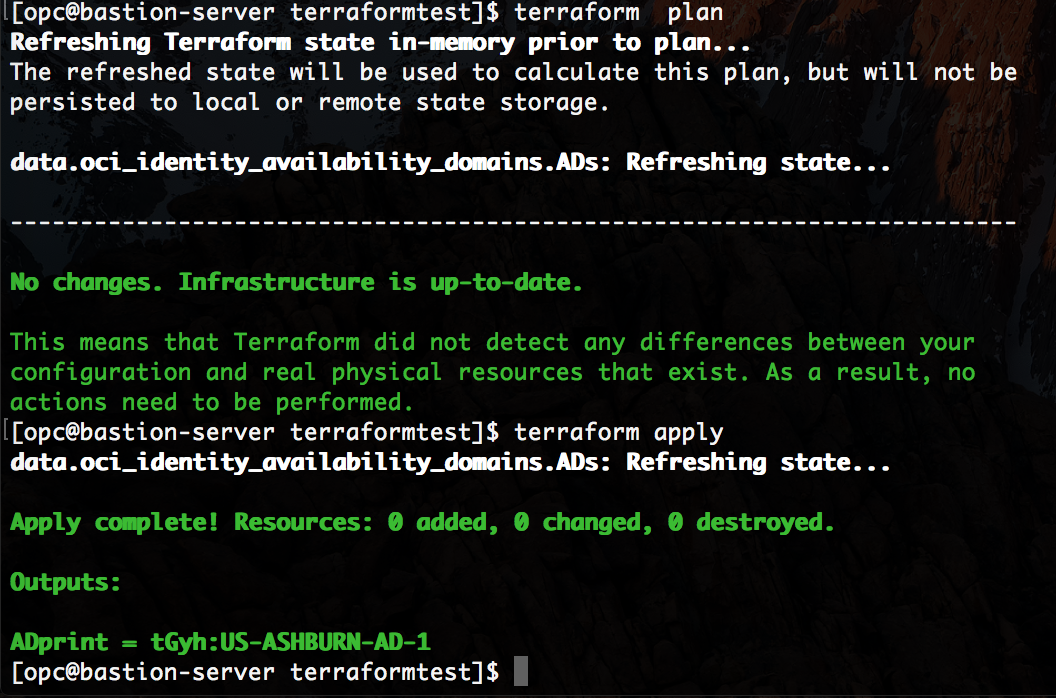 [opc@bastion-server terraformtest]$ terraform  plan
Refreshing Terraform state in-memory prior to plan...
The refreshed state will be used to calculate this plan, but will not be
persisted to local or remote state storage.
data.oci_identity_availability_domains.ADs: Refreshing state...
------------------------------------------------------------------------
No changes. Infrastructure is up-to-date.
This means that Terraform did not detect any differences between your
configuration and real physical resources that exist. As a result, no
actions need to be performed.
[opc@bastion-server terraformtest]$ terraform apply
data.oci_identity_availability_domains.ADs: Refreshing state...
Apply complete! Resources: 0 added, 0 changed, 0 destroyed.
Outputs:
ADprint = tGyh:US-ASHBURN-AD-1
[opc@bastion-server terraformtest]$